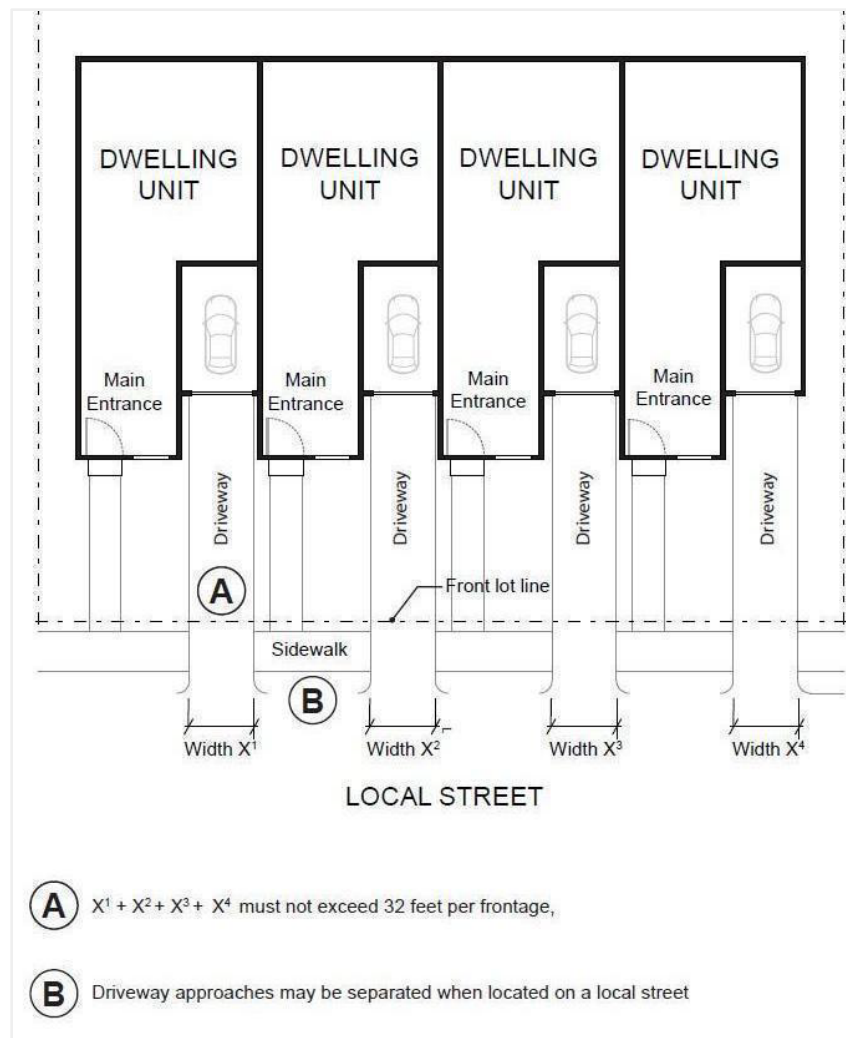 DWELLING
UNIT
DWELLING
UNIT
DWELLING
UNIT
DWELLING
UNIT
Main
Entrance
Main
Entrance
Main
Entrance
Main
Entrance
Driveway
Driveway
Driveway
Driveway
A
Front lot line
Sidewalk
B
Width X¹
Width X²
Width X³
Width X⁴
LOCAL STREET
A X¹ + X² + X³ + X⁴ must not exceed 32 feet per frontage,
B Driveway approaches may be separated when located on a local street